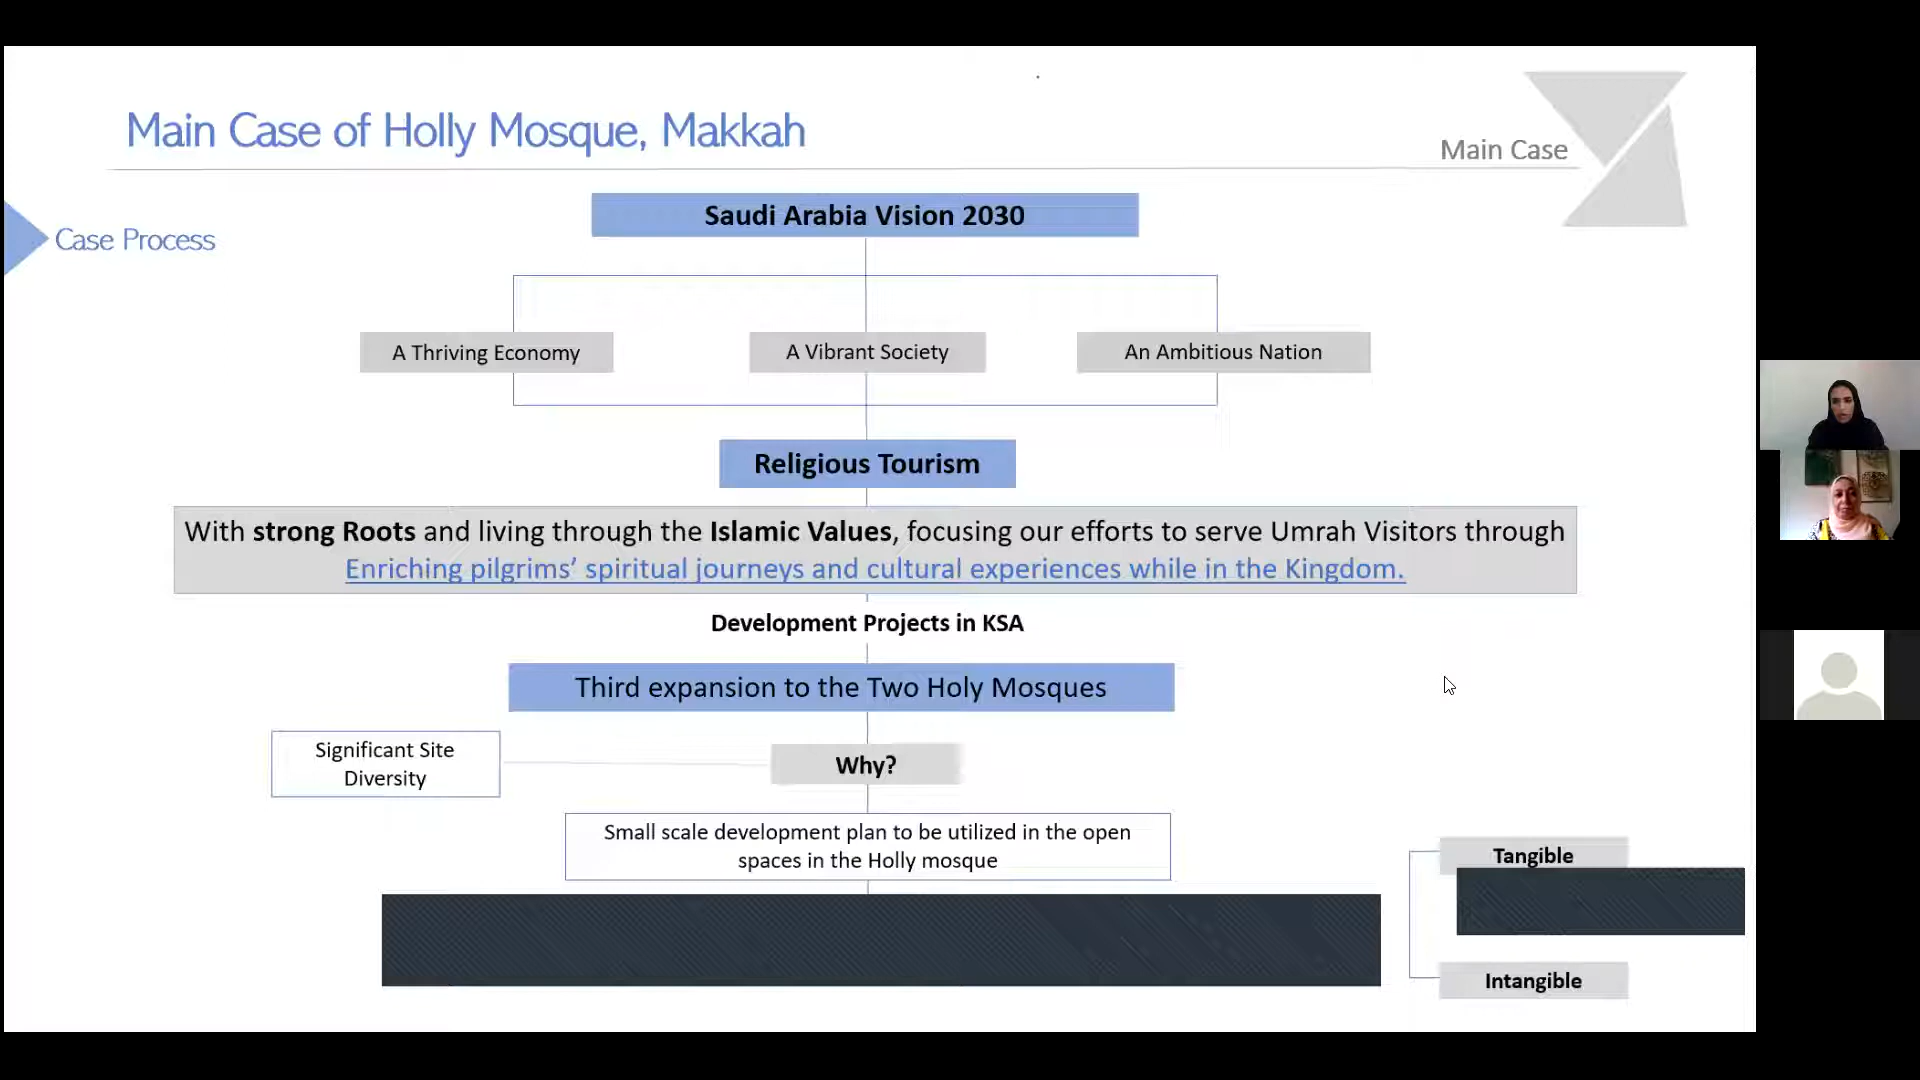 Main Case of Holly Mosque, Makkah
Main Case
Case Process
Saudi Arabia Vision 2030
A Thriving Economy
A Vibrant Society
An Ambitious Nation
Religious Tourism
With strong Roots and living through the Islamic Values, focusing our efforts to serve Umrah Visitors through
Enriching pilgrims’ spiritual journeys and cultural experiences while in the Kingdom.
Development Projects in KSA
Third expansion to the Two Holy Mosques
Significant Site
Diversity
Why?
Small scale development plan to be utilized in the open
spaces in the Holly mosque
Tangible
Intangible